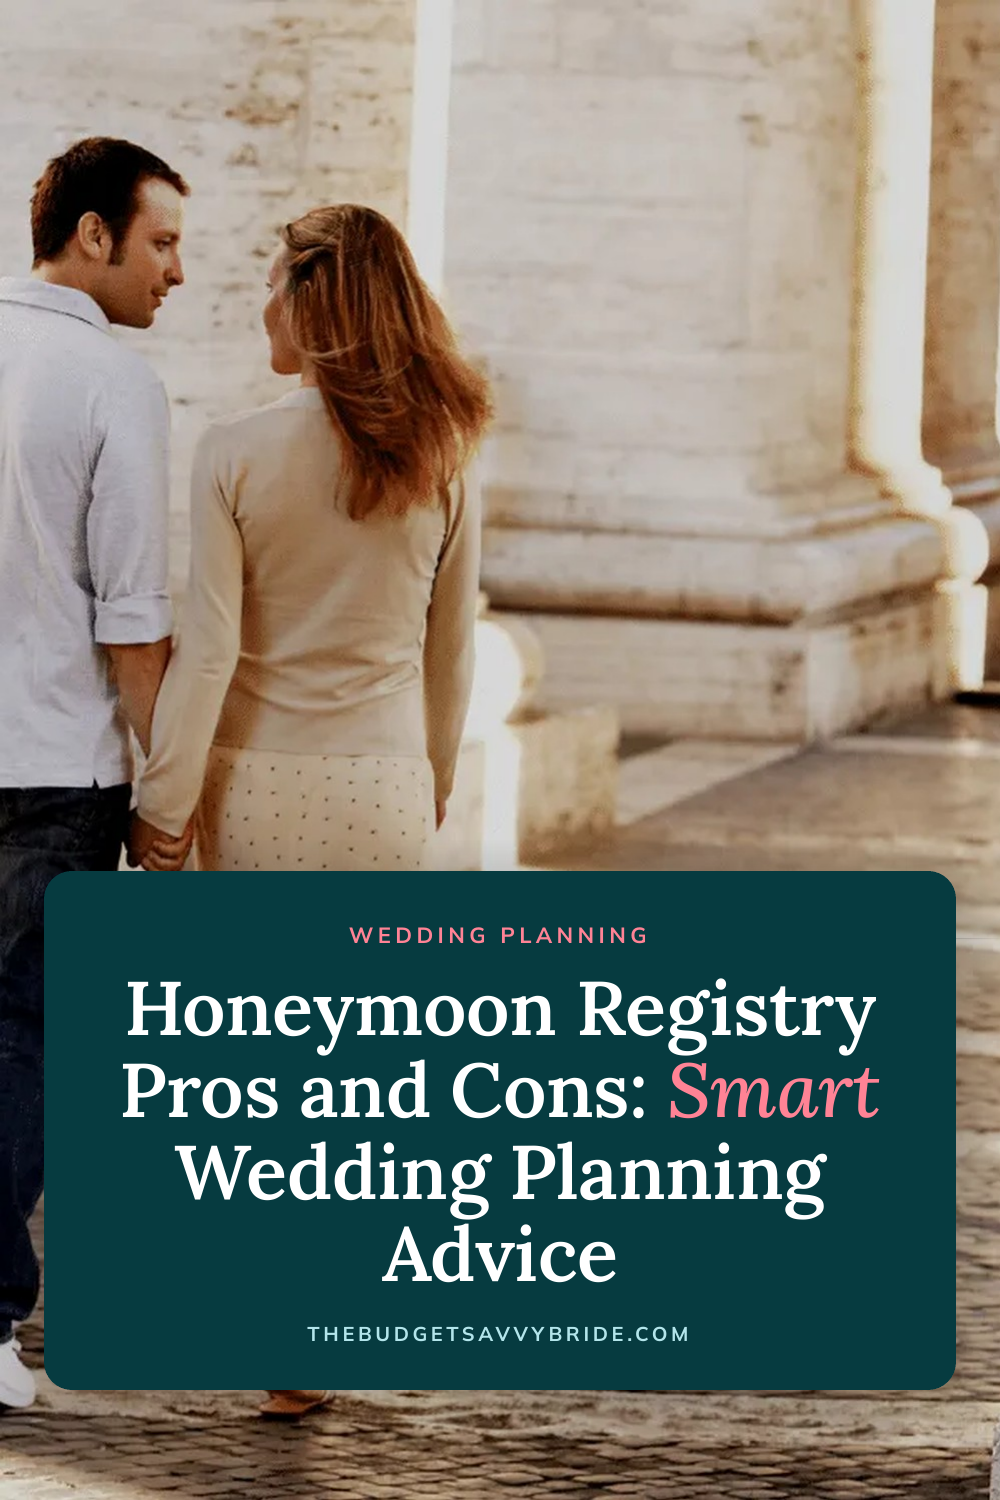 WEDDING PLANNING
Honeymoon Registry
Pros and Cons: Smart
Wedding Planning
Advice
THEBUDGETSAVVYBRIDE.COM